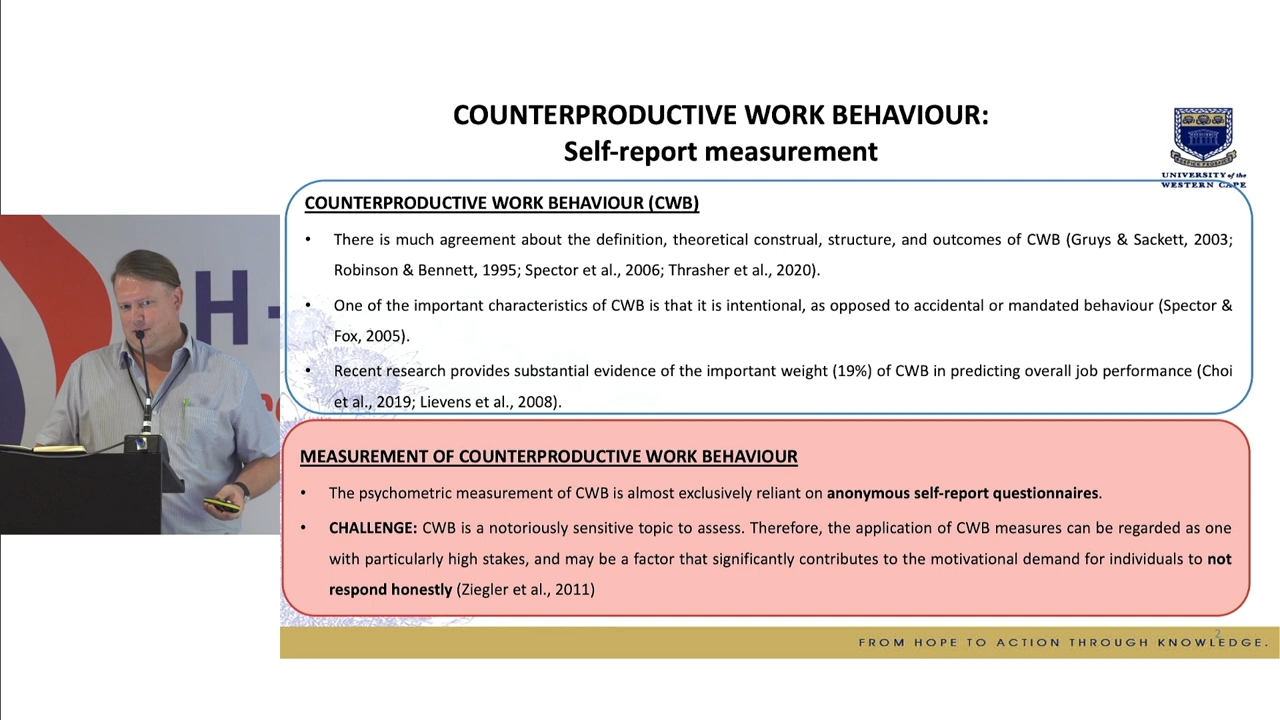 COUNTERPRODUCTIVE WORK BEHAVIOUR:
Self-report measurement
UNIVERSITY of the
WESTERN CAPE
COUNTERPRODUCTIVE WORK BEHAVIOUR (CWB)
• There is much agreement about the definition, theoretical construal, structure, and outcomes of CWB (Gruys & Sackett, 2003;
Robinson & Bennett, 1995; Spector et al., 2006; Thrasher et al., 2020).
• One of the important characteristics of CWB is that it is intentional, as opposed to accidental or mandated behaviour (Spector &
Fox, 2005).
• Recent research provides substantial evidence of the important weight (19%) of CWB in predicting overall job performance (Choi
et al., 2019; Lievens et al., 2008).
H-
MEASUREMENT OF COUNTERPRODUCTIVE WORK BEHAVIOUR
• The psychometric measurement of CWB is almost exclusively reliant on anonymous self-report questionnaires.
• CHALLENGE: CWB is a notoriously sensitive topic to assess. Therefore, the application of CWB measures can be regarded as one
with particularly high stakes, and may be a factor that significantly contributes to the motivational demand for individuals to not
respond honestly (Ziegler et al., 2011)
2
FROM HOPE TO ACTION THROUGH KNOWLEDGE.